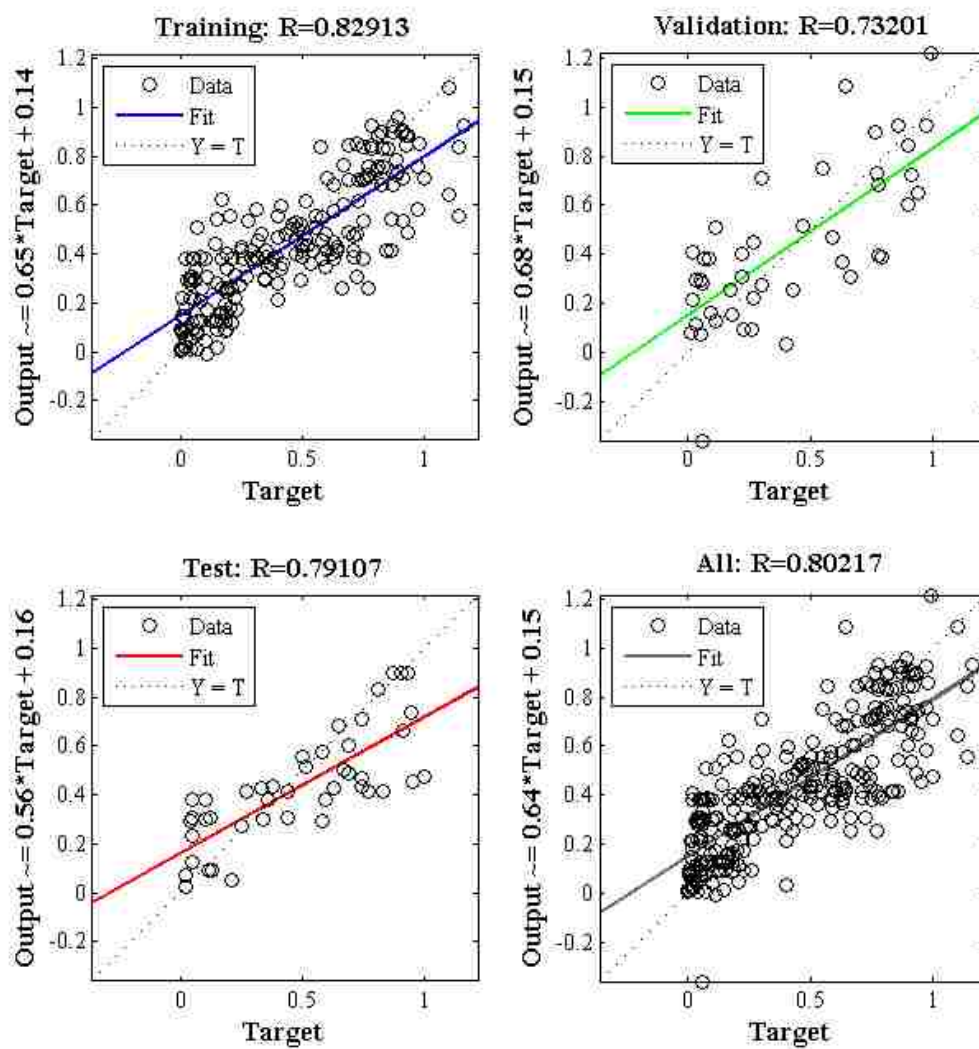 Training: R=0.82913
Output ~= 0.65*Target + 0.14
1.2
1
0.8
0.6
0.4
0.2
0
-0.2
Data
Fit
Y = T
0
0.5
1
Target
Validation: R=0.73201
Output ~= 0.68*Target + 0.15
1.2
1
0.8
0.6
0.4
0.2
0
-0.2
Data
Fit
Y = T
0
0.5
1
Target
Test: R=0.79107
Output ~= 0.56*Target + 0.16
1.2
1
0.8
0.6
0.4
0.2
0
-0.2
Data
Fit
Y = T
0
0.5
1
Target
All: R=0.80217
Output ~= 0.64*Target + 0.15
1.2
1
0.8
0.6
0.4
0.2
0
-0.2
Data
Fit
Y = T
0
0.5
1
Target